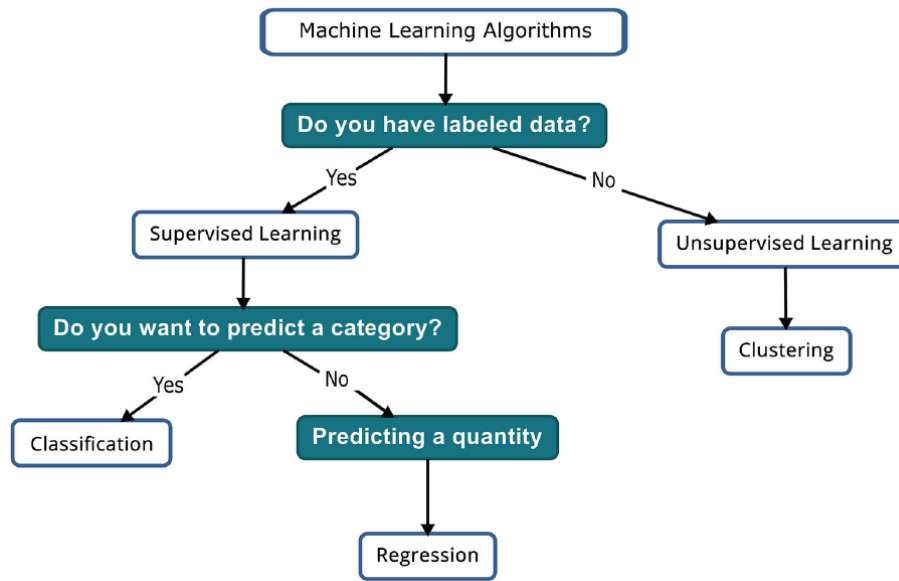 Machine Learning Algorithms
Do you have labeled data?
Yes
No
Supervised Learning
Unsupervised Learning
Do you want to predict a category?
Clustering
Yes
No
Classification
Predicting a quantity
Regression